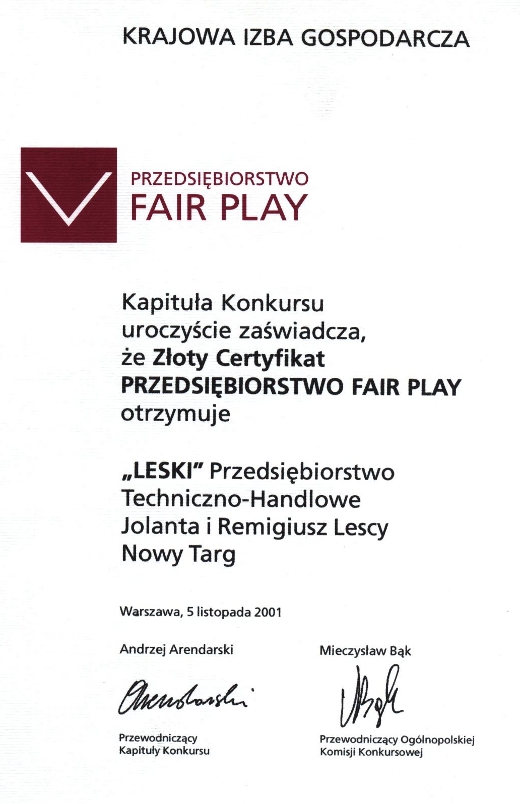 KRAJOWA IZBA GOSPODARCZA
PRZEDSIĘBIORSTWO
FAIR PLAY
Kapituła Konkursu
uroczyście zaświadcza,
że Złoty Certyfikat
PRZEDSIĘBIORSTWO FAIR PLAY
otrzymuje
„LESKI” Przedsiębiorstwo
Techniczno-Handlowe
Jolanta i Remigiusz Lescy
Nowy Targ
Warszawa, 5 listopada 2001
Andrzej Arendarski
Mieczysław Bąk
Arendarski
MBąk
Przewodniczący
Kapituły Konkursu
Przewodniczący Ogólnopolskiej
Komisji Konkursowej